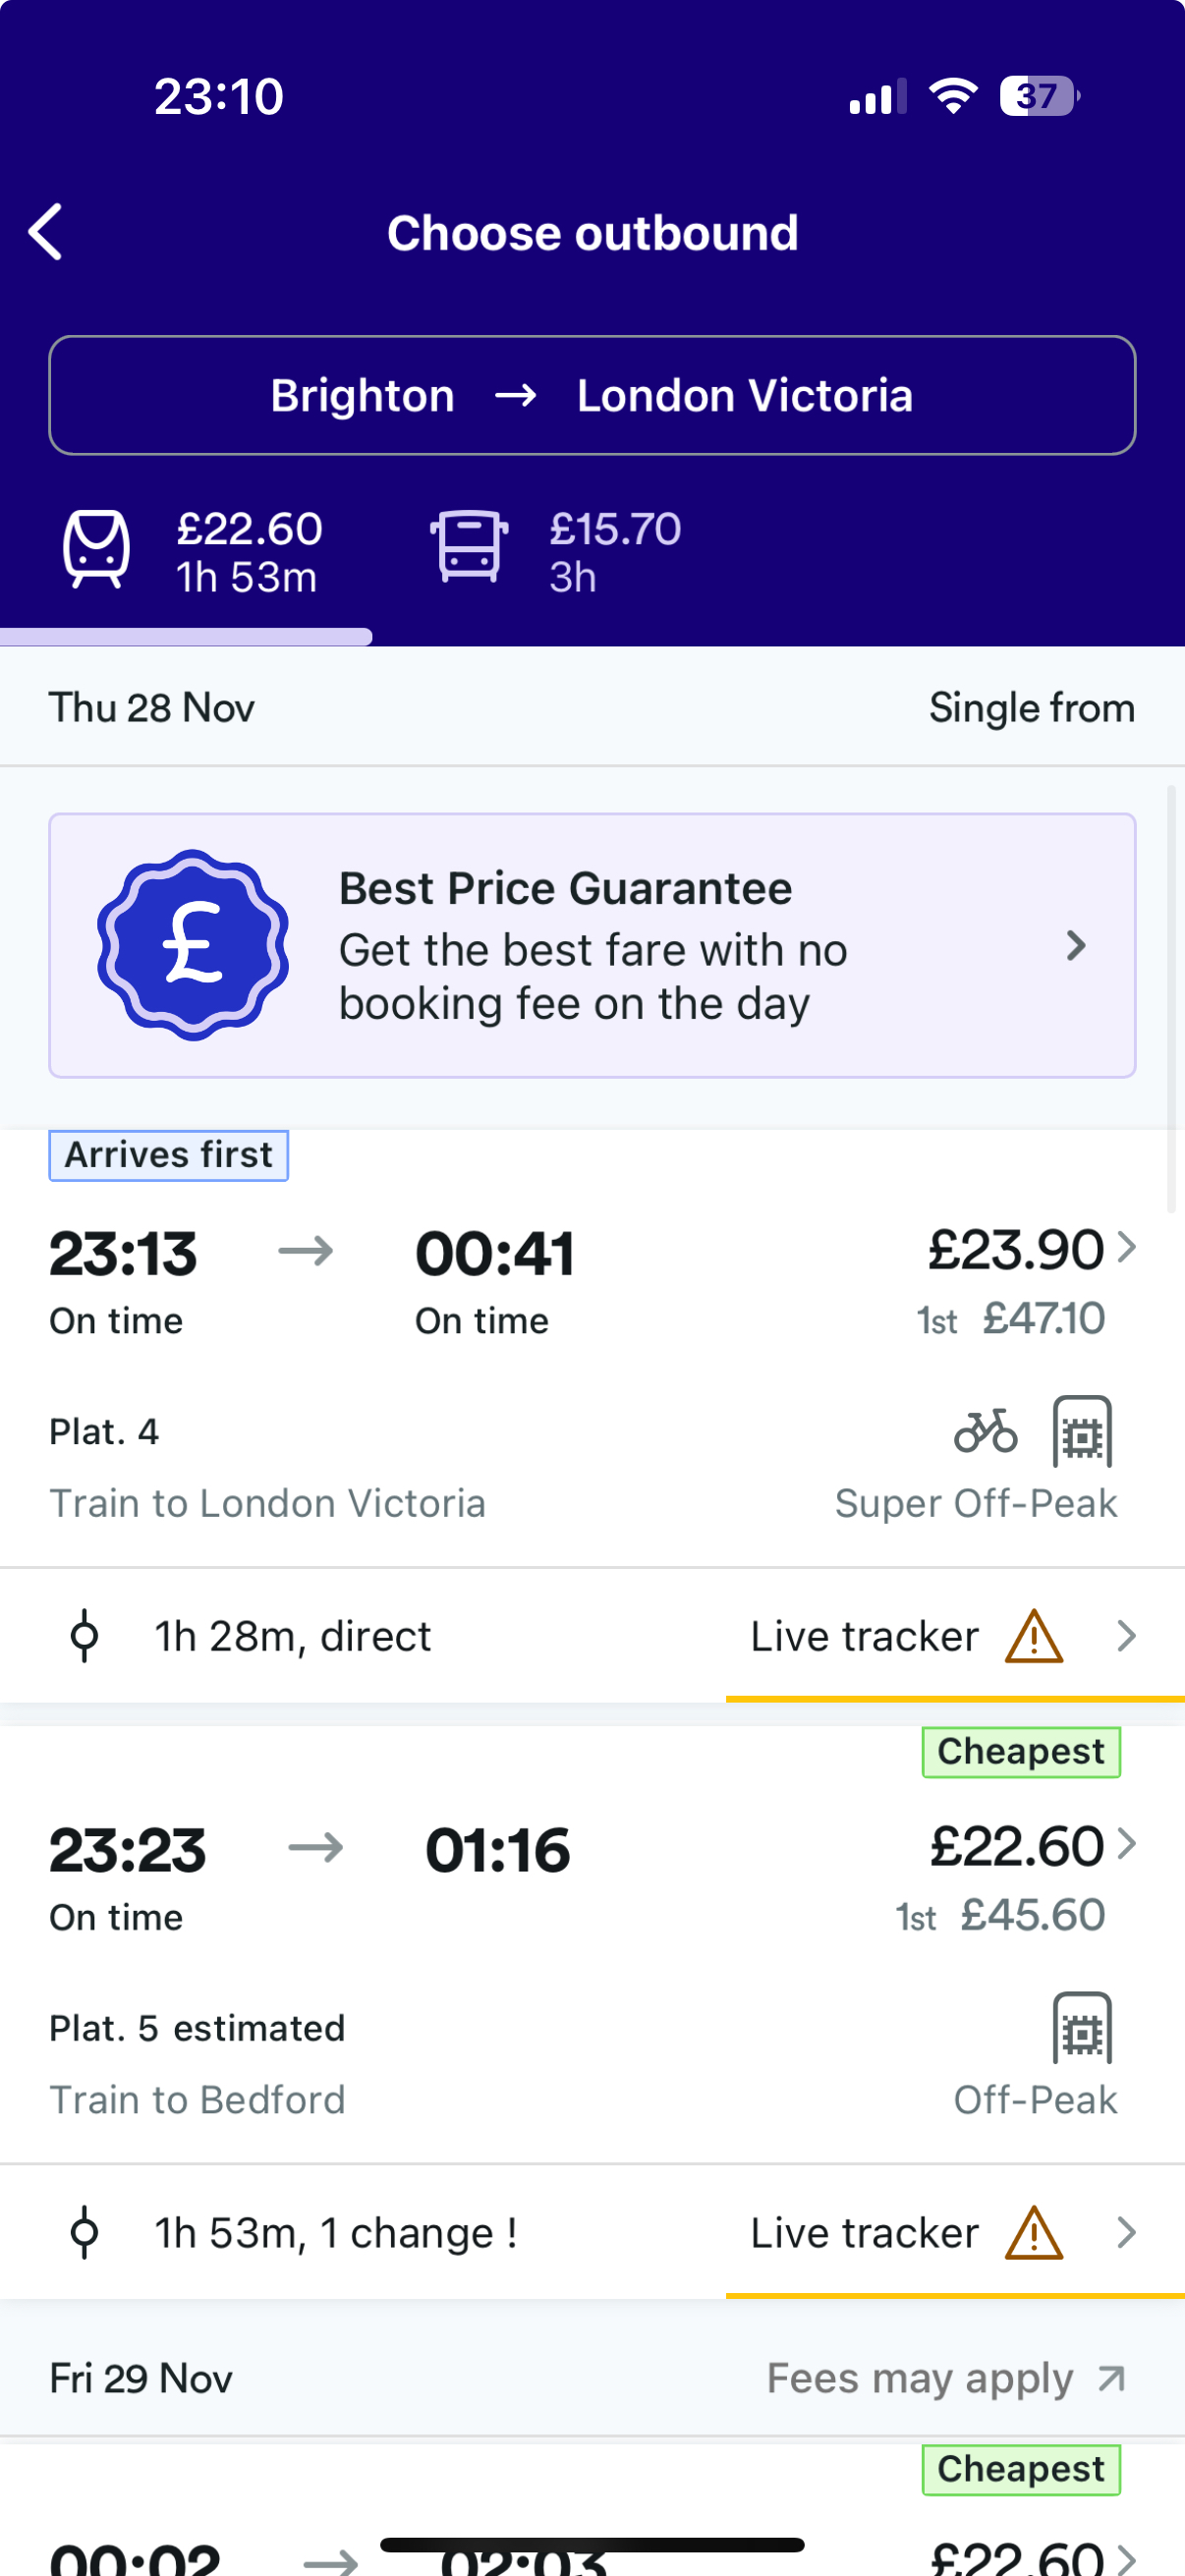 23:10
37
Choose outbound
Brighton → London Victoria
£22.60 £15.70
1h 53m 3h
Thu 28 Nov Single from
£
Best Price Guarantee
Get the best fare with no
booking fee on the day
Arrives first
23:13 → 00:41 £23.90
On time On time 1st £47.10
Plat. 4
Train to London Victoria Super Off-Peak
1h 28m, direct Live tracker
Cheapest
23:23 → 01:16 £22.60
On time 1st £45.60
Plat. 5 estimated
Train to Bedford Off-Peak
1h 53m, 1 change ! Live tracker
Fri 29 Nov Fees may apply
Cheapest
00:02 → 02:03 £22.60